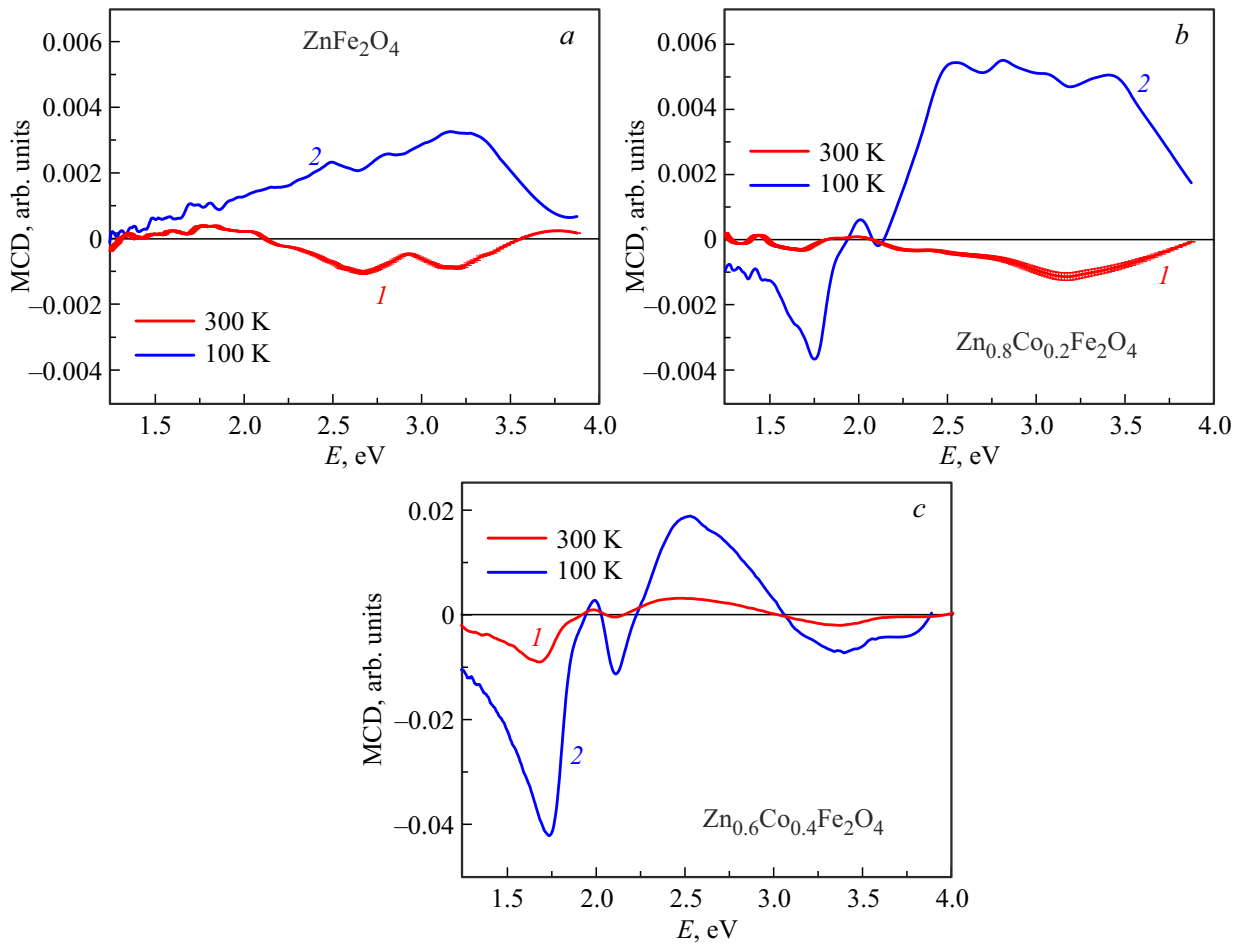 a
ZnFe2O4
0.006
0.004
0.002
0
–0.002
–0.004
MCD, arb. units
2
1
300 K
100 K
1.5 2.0 2.5 3.0 3.5 4.0
E, eV
b
0.006
0.004
0.002
0
–0.002
–0.004
MCD, arb. units
300 K
100 K
2
1
Zn0.8Co0.2Fe2O4
1.5 2.0 2.5 3.0 3.5 4.0
E, eV
c
0.02
0
–0.02
–0.04
MCD, arb. units
300 K
100 K
1
2
Zn0.6Co0.4Fe2O4
1.5 2.0 2.5 3.0 3.5 4.0
E, eV